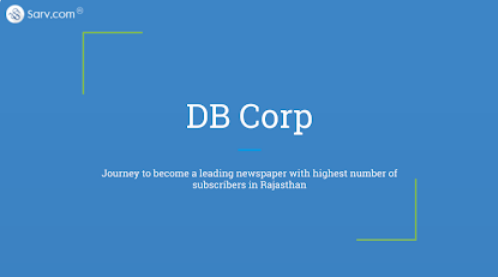 Sarv.com
DB Corp
Journey to become a leading newspaper with highest number of
subscribers in Rajasthan